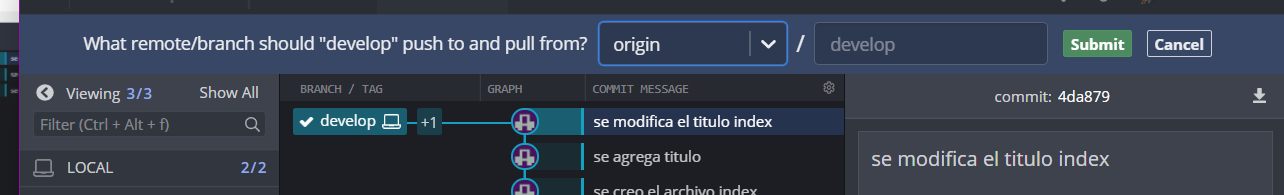 What remote/branch should "develop" push to and pull from? origin / develop Submit Cancel
Viewing 3/3 Show All
Filter (Ctrl + Alt + f)
LOCAL 2/2
BRANCH / TAG GRAPH COMMIT MESSAGE
develop +1 se modifica el titulo index
se agrega titulo
se creo el archivo index
commit: 4da879
se modifica el titulo index